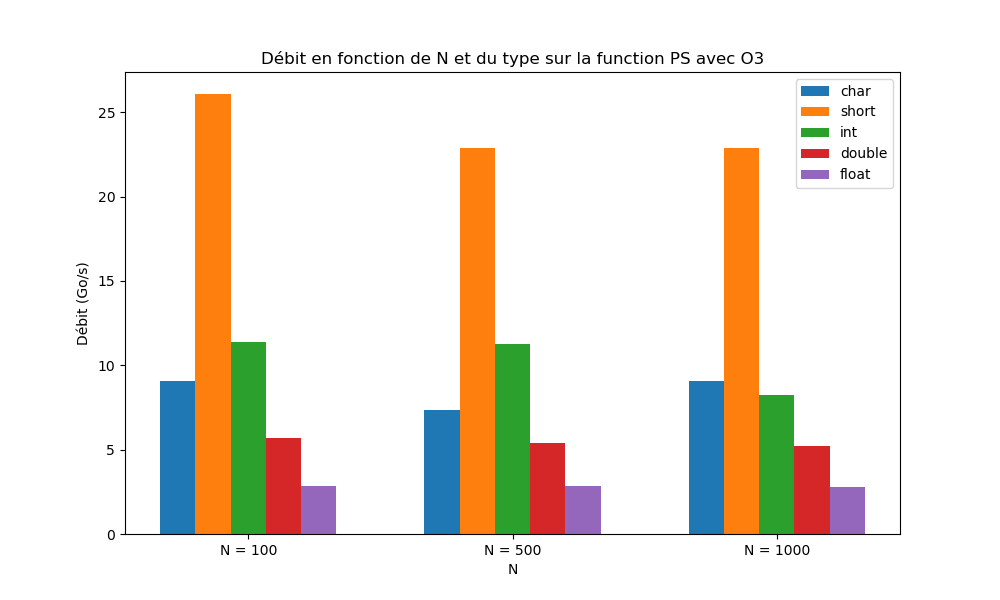 Débit en fonction de N et du type sur la function PS avec O3
char
short
int
double
float
25
20
15
10
5
0
Débit (Go/s)
N = 100
N = 500
N = 1000
N